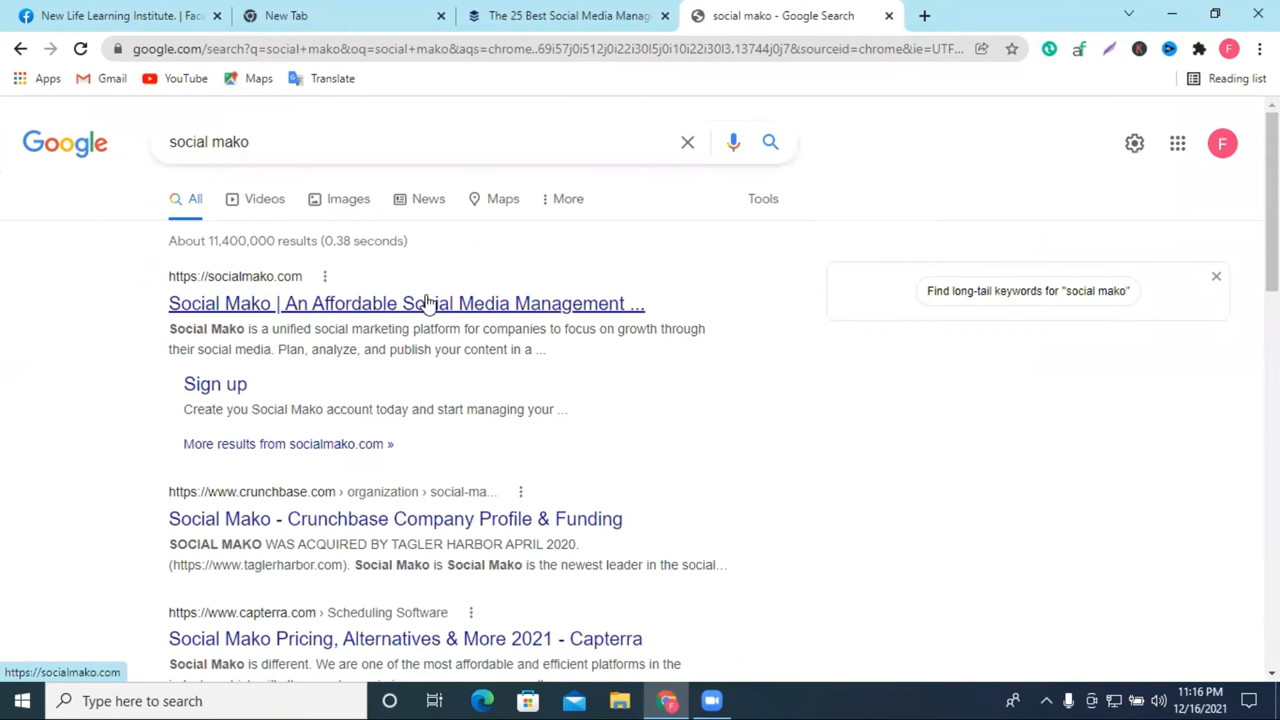 New Life Learning Institute. | Fac
New Tab
The 25 Best Social Media Manag
social mako - Google Search
google.com/search?q=social+mako&oq=social+mako&aqs=chrome..69i57j0i512j0i22i30l5j0i10i22i30l3.13744j0j7&sourceid=chrome&ie=UTF...
Apps
Gmail
YouTube
Maps
Translate
Reading list
Google
social mako
F
All
Videos
Images
News
Maps
More
Tools
About 11,400,000 results (0.38 seconds)
https://socialmako.com
Social Mako | An Affordable Social Media Management ...
Social Mako is a unified social marketing platform for companies to focus on growth through
their social media. Plan, analyze, and publish your content in a ...
Find long-tail keywords for "social mako"
Sign up
Create you Social Mako account today and start managing your ...
More results from socialmako.com »
https://www.crunchbase.com › organization › social-ma...
Social Mako - Crunchbase Company Profile & Funding
SOCIAL MAKO WAS ACQUIRED BY TAGLER HARBOR APRIL 2020.
(https://www.taglerharbor.com). Social Mako is Social Mako is the newest leader in the social...
https://www.capterra.com › Scheduling Software
Social Mako Pricing, Alternatives & More 2021 - Capterra
Social Mako is different. We are one of the most affordable and efficient platforms in the
https://socialmako.com
Type here to search
11:16 PM
12/16/2021